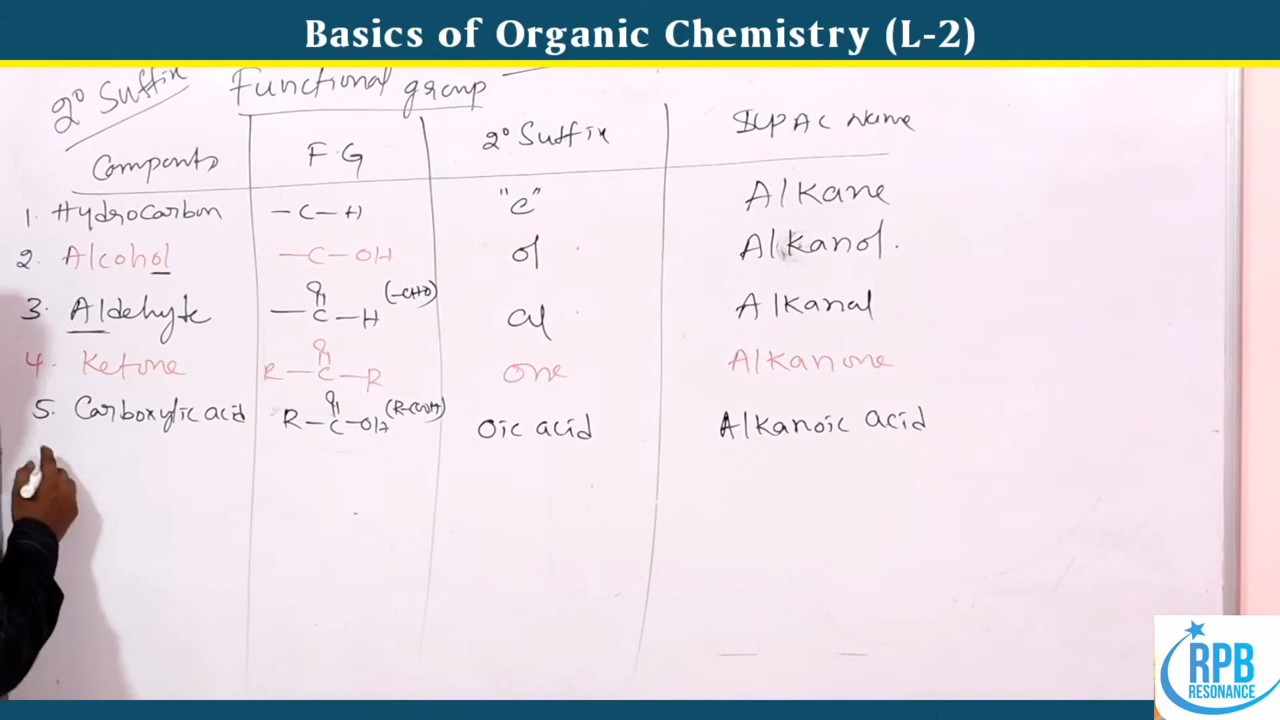 Basics of Organic Chemistry (L-2)
2° Suffix Functional group
Componts F.G 2° Suffix IUPAC Name
1. Hydrocarbon -C-H "e" Alkane
2. Alcohol -C-OH ol Alkanol.
3. Aldehyte -C-H (-CHO) al Alkanal
O
4. Ketone R-C-R one Alkanone
O
5. Carboxylic acid R-C-OH (R-COOH) Oic acid Alkanoic acid
O
RPB
RESONANCE